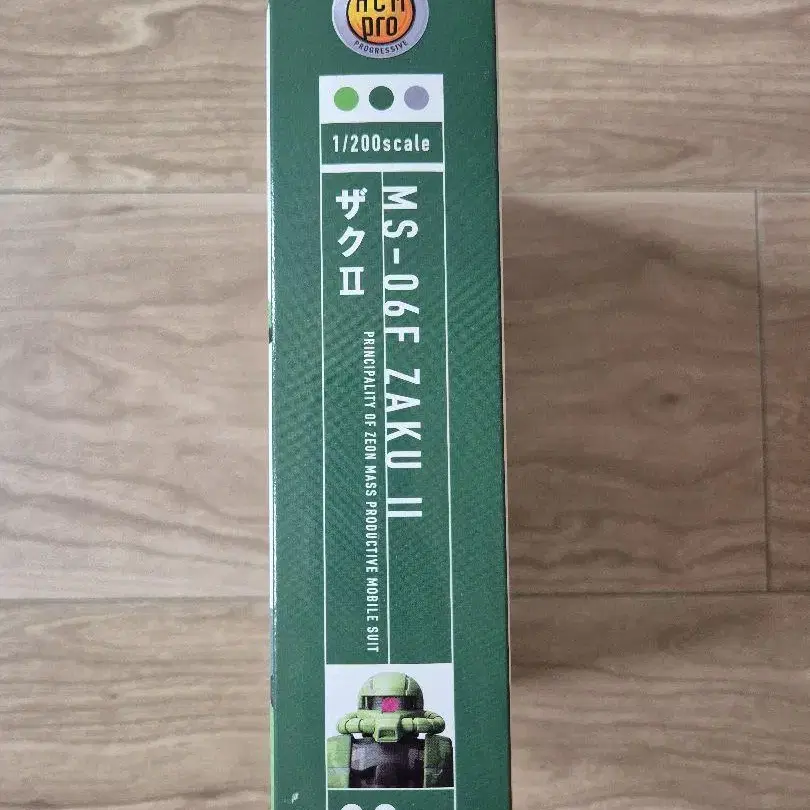 HCM
pro
PROGRESSIVE
1/200scale
MS-06F ZAKU II
ザクII
PRINCIPALITY OF ZEON MASS PRODUCTIVE MOBILE SUIT